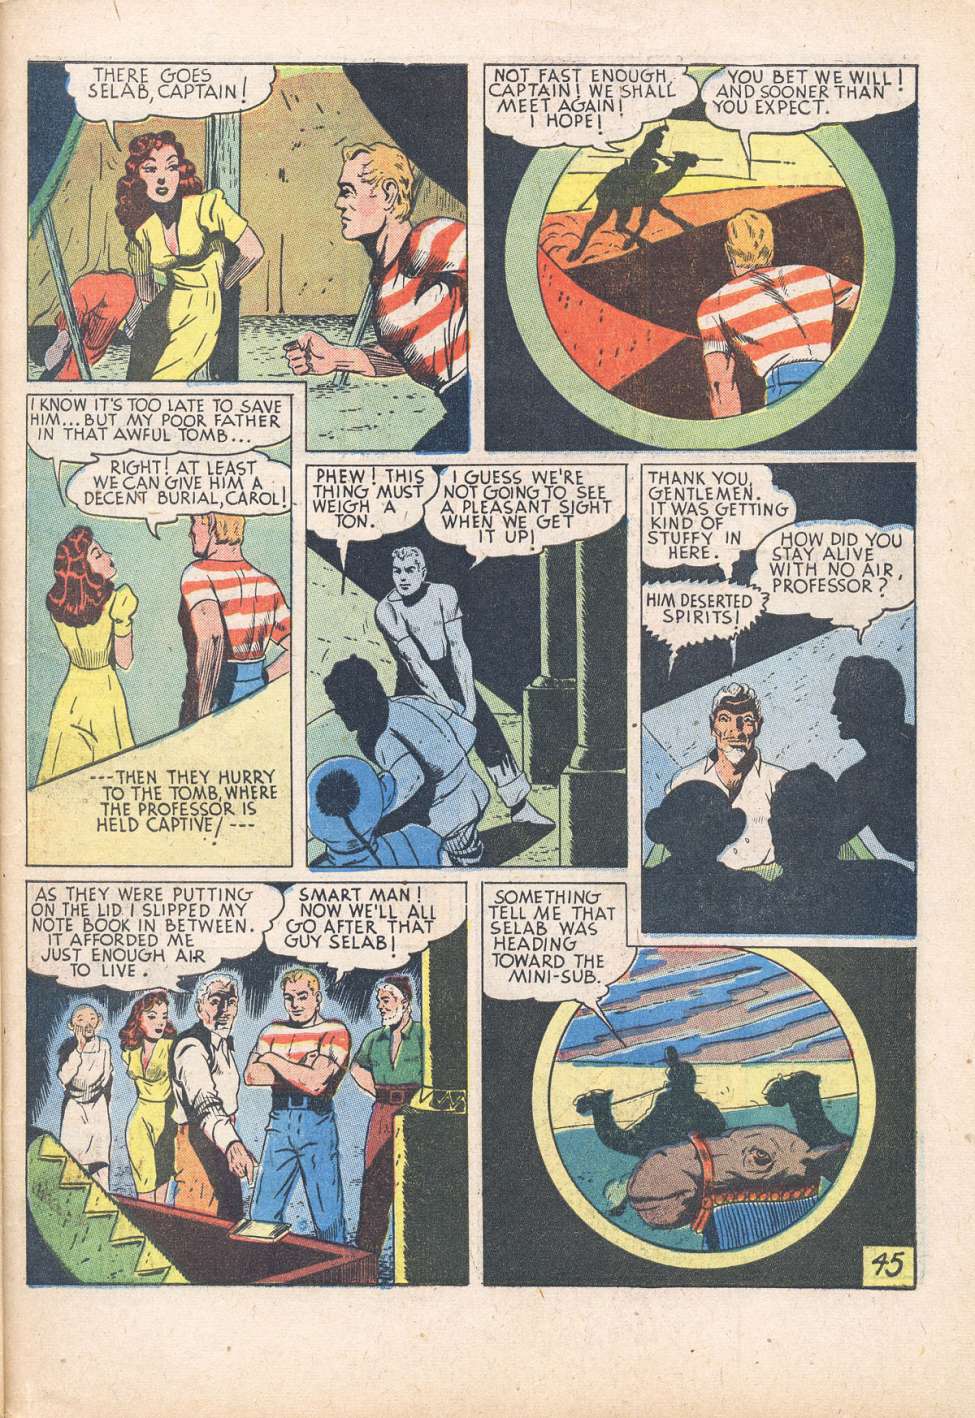 THERE GOES
SELAB, CAPTAIN!
NOT FAST ENOUGH,
CAPTAIN! WE SHALL
MEET AGAIN!
I HOPE!
YOU BET WE WILL!
AND SOONER THAN
YOU EXPECT.
I KNOW IT'S TOO LATE TO SAVE
HIM...BUT MY POOR FATHER
IN THAT AWFUL TOMB...
RIGHT! AT LEAST
WE CAN GIVE HIM A
DECENT BURIAL, CAROL!
---THEN THEY HURRY
TO THE TOMB, WHERE
THE PROFESSOR IS
HELD CAPTIVE!---
PHEW! THIS
THING MUST
WEIGH A
TON.
I GUESS WE'RE
NOT GOING TO SEE
A PLEASANT SIGHT
WHEN WE GET
IT UP!
THANK YOU,
GENTLEMEN.
IT WAS GETTING
KIND OF
STUFFY IN
HERE.
HIM DESERTED
SPIRITS!
HOW DID YOU
STAY ALIVE
WITH NO AIR,
PROFESSOR?
AS THEY WERE PUTTING
ON THE LID I SLIPPED MY
NOTE BOOK IN BETWEEN.
IT AFFORDED ME
JUST ENOUGH AIR
TO LIVE.
SMART MAN!
NOW WE'LL ALL
GO AFTER THAT
GUY SELAB!
SOMETHING
TELL ME THAT
SELAB WAS
HEADING
TOWARD THE
MINI-SUB.
45